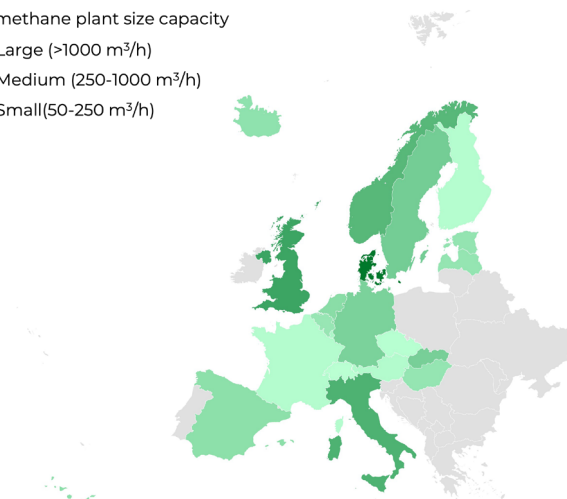 methane plant size capacity
Large (>1000 m³/h)
Medium (250-1000 m³/h)
Small(50-250 m³/h)